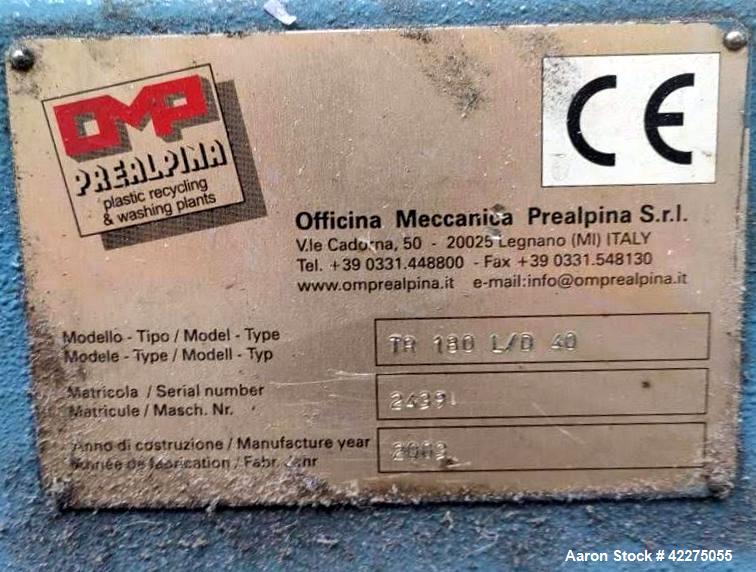 OMP
PREALPINA
plastic recycling
& washing plants
CE
Officina Meccanica Prealpina S.r.l.
V.le Cadorna, 50 - 20025 Legnano (MI) ITALY
Tel. +39 0331.448800 - Fax +39 0331.548130
www.omprealpina.it e-mail:info@omprealpina.it
Modello - Tipo / Model - Type
Modele - Type / Modell - Typ
TR 180 L/D 40
Matricola / Serial number
Matricule / Masch. Nr.
Anno di costruzione / Manufacture year
Année de fabrication / Fabr. Jahr
Aaron Stock # 42275055